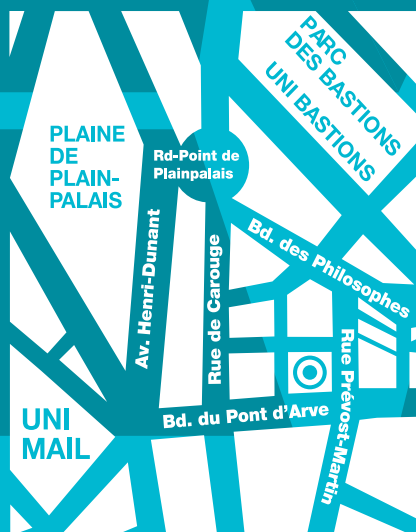 PARC
DES BASTIONS
UNI BASTIONS
PLAINE
DE
PLAIN-
PALAIS
Rd-Point de
Plainpalais
Bd. des Philosophes
Av. Henri-Dunant
Rue de Carouge
Rue Prévost-Martin
Bd. du Pont d'Arve
UNI
MAIL